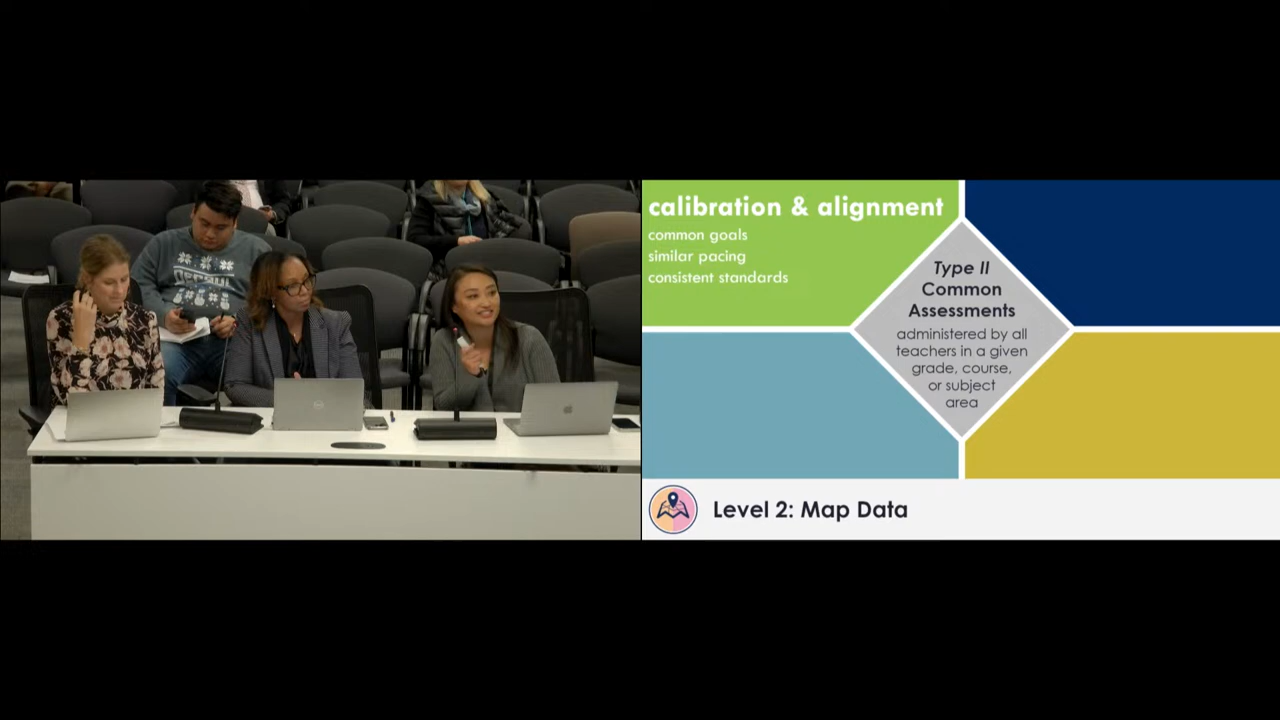 calibration & alignment
common goals
similar pacing
consistent standards
Type II
Common
Assessments
administered by all
teachers in a given
grade, course,
or subject
area
Level 2: Map Data